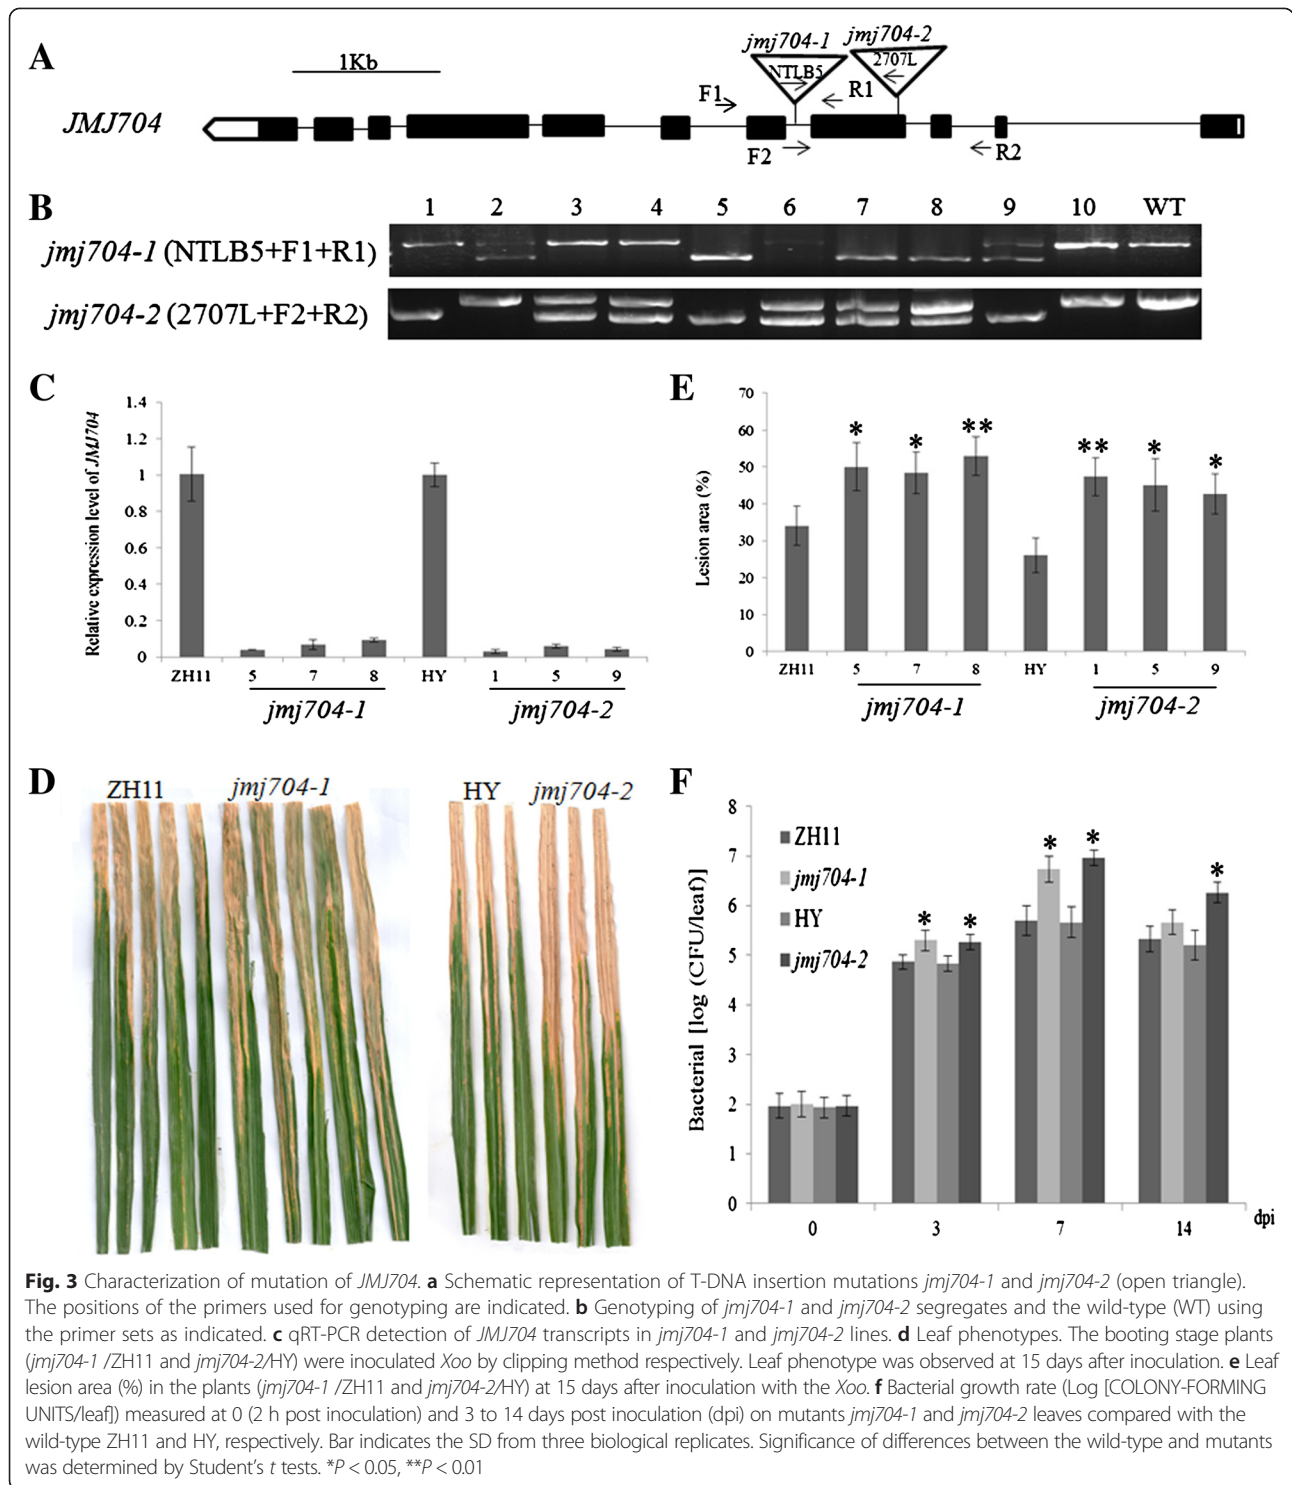 A
1Kb
jmj704-1
jmj704-2
NTLB5
2707L
F1
R1
JMJ704
F2
R2
B
1 2 3 4 5 6 7 8 9 10 WT
jmj704-1 (NTLB5+F1+R1)
jmj704-2 (2707L+F2+R2)
C
Relative expression level of JMJ704
1.4
1.2
1
0.8
0.6
0.4
0.2
0
ZH11 5 7 8 HY 1 5 9
jmj704-1 jmj704-2
E
Lesion area (%)
70
60
50
40
30
20
10
0
* * ** ** * *
ZH11 5 7 8 HY 1 5 9
jmj704-1 jmj704-2
D
ZH11 jmj704-1 HY jmj704-2
F
Bacterial [log (CFU/leaf)]
8
7
6
5
4
3
2
1
0
ZH11
jmj704-1
HY
jmj704-2
* * * * *
0 3 7 14 dpi
Fig. 3 Characterization of mutation of JMJ704. a Schematic representation of T-DNA insertion mutations jmj704-1 and jmj704-2 (open triangle).
The positions of the primers used for genotyping are indicated. b Genotyping of jmj704-1 and jmj704-2 segregates and the wild-type (WT) using
the primer sets as indicated. c qRT-PCR detection of JMJ704 transcripts in jmj704-1 and jmj704-2 lines. d Leaf phenotypes. The booting stage plants
(jmj704-1 /ZH11 and jmj704-2/HY) were inoculated Xoo by clipping method respectively. Leaf phenotype was observed at 15 days after inoculation. e Leaf
lesion area (%) in the plants (jmj704-1 /ZH11 and jmj704-2/HY) at 15 days after inoculation with the Xoo. f Bacterial growth rate (Log [COLONY-FORMING
UNITS/leaf]) measured at 0 (2 h post inoculation) and 3 to 14 days post inoculation (dpi) on mutants jmj704-1 and jmj704-2 leaves compared with the
wild-type ZH11 and HY, respectively. Bar indicates the SD from three biological replicates. Significance of differences between the wild-type and mutants
was determined by Student's t tests. *P < 0.05, **P < 0.01